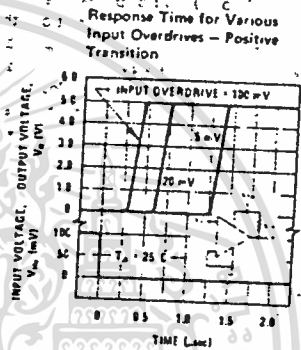 Response Time for Various
Input Overdrives — Positive
Transition
INPUT OVERDRIVE = 100 mV
5 mV
20 mV
TA = 25 C
OUTPUT VOLTAGE,
Vo (V)
INPUT VOLTAGE,
Vin (mV)
6.0
5.0
4.0
3.0
2.0
1.0
0
100
50
0
0 0.5 1.0 1.5 2.0
TIME (µsec)